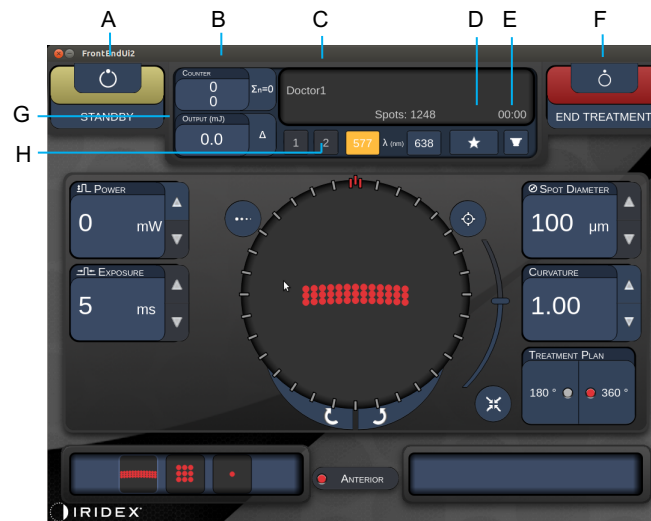 A
B
C
D
E
F
G
H
FrontEndUi2
STANDBY
COUNTER
0
0
Σn=0
OUTPUT (mJ)
0.0
Δ
Doctor1
Spots: 1248
00:00
1
2
577
λ (nm)
638
END TREATMENT
POWER
0
mW
EXPOSURE
5
ms
SPOT DIAMETER
100
µm
CURVATURE
1.00
TREATMENT PLAN
180 °
360 °
ANTERIOR
IRIDEX